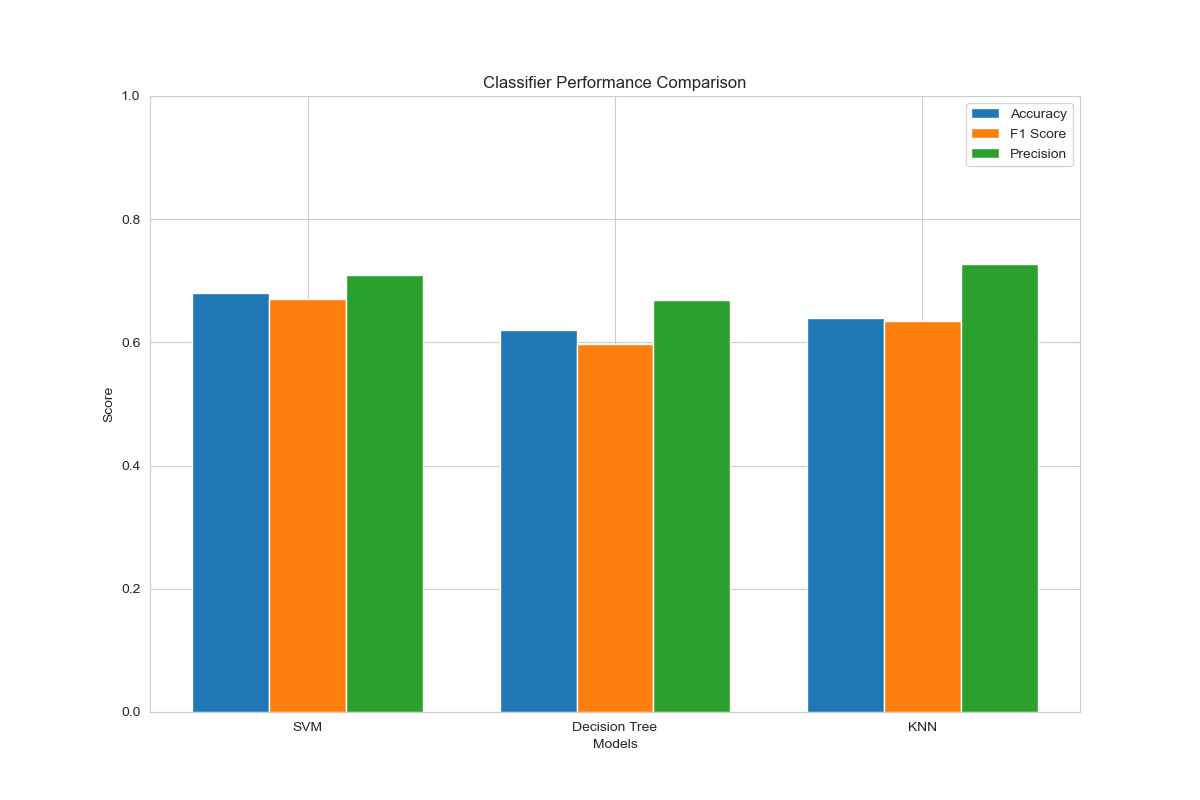 Classifier Performance Comparison
1.0
0.8
0.6
0.4
0.2
0.0
Score
Accuracy
F1 Score
Precision
SVM
Decision Tree
KNN
Models